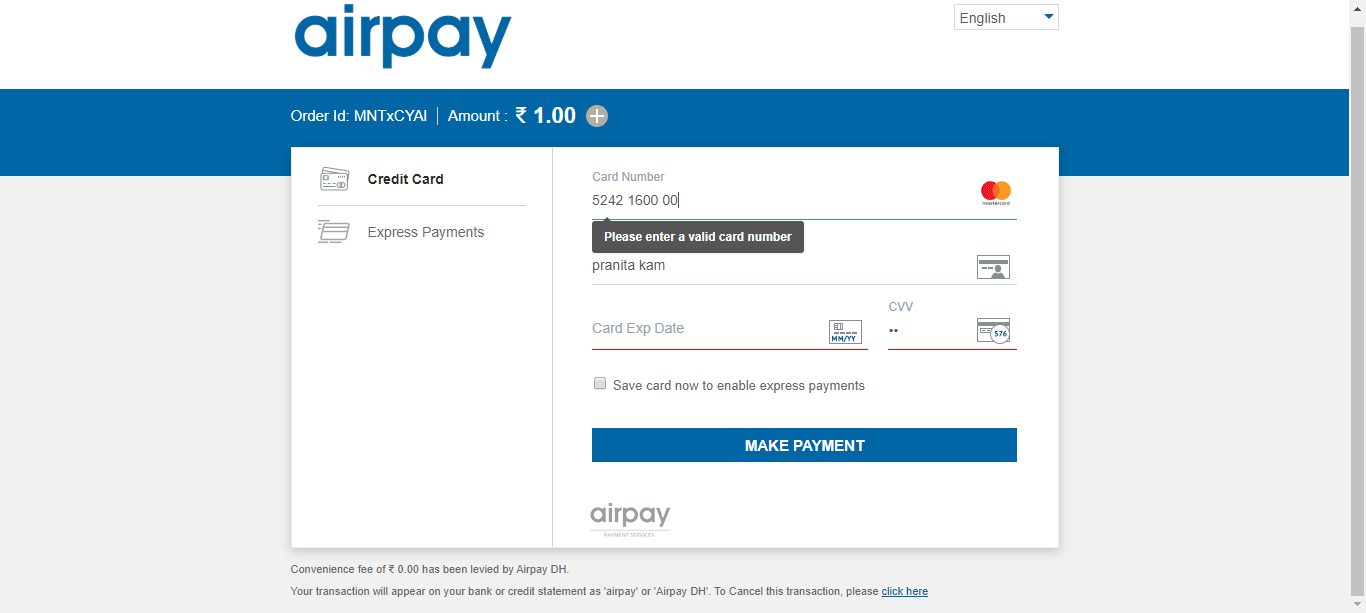 airpay
English
Order Id: MNTxCYAI | Amount : ₹ 1.00
Credit Card
Express Payments
Card Number
5242 1600 00
mastercard
Please enter a valid card number
pranita kam
Card Exp Date
MM/YY
CVV
••
576
Save card now to enable express payments
MAKE PAYMENT
airpay
PAYMENT SERVICES
Convenience fee of ₹ 0.00 has been levied by Airpay DH.
Your transaction will appear on your bank or credit statement as 'airpay' or 'Airpay DH'. To Cancel this transaction, please click here